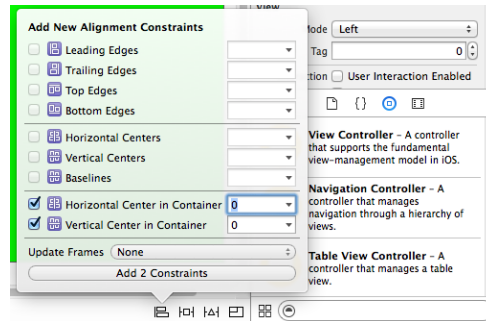 Add New Alignment Constraints
Leading Edges
Trailing Edges
Top Edges
Bottom Edges
Horizontal Centers
Vertical Centers
Baselines
Horizontal Center in Container 0
Vertical Center in Container 0
Update Frames None
Add 2 Constraints
View
Mode Left
Tag 0
ction User Interaction Enabled
{}
View Controller – A controller
that supports the fundamental
view-management model in iOS.
Navigation Controller – A
controller that manages
navigation through a hierarchy of
views.
Table View Controller – A
controller that manages a table
view.